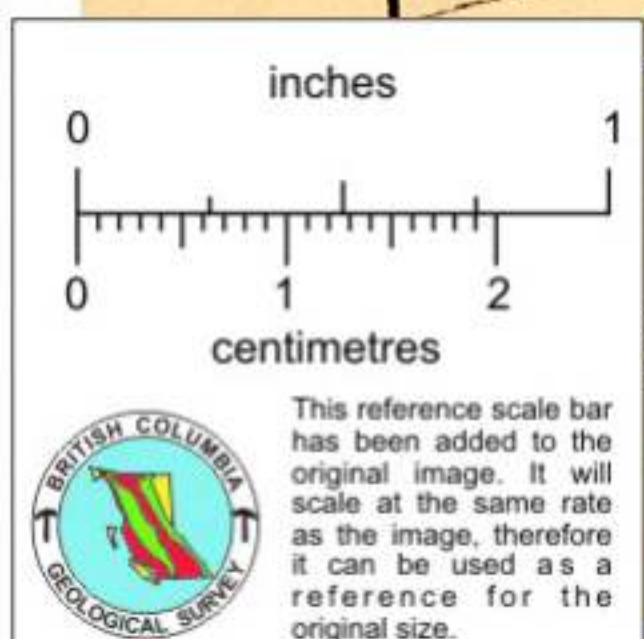 inches
0 1
0 1 2
centimetres
BRITISH COLUMBIA
GEOLOGICAL SURVEY
This reference scale bar
has been added to the
original image. It will
scale at the same rate
as the image, therefore
it can be used as a
reference for the
original size.